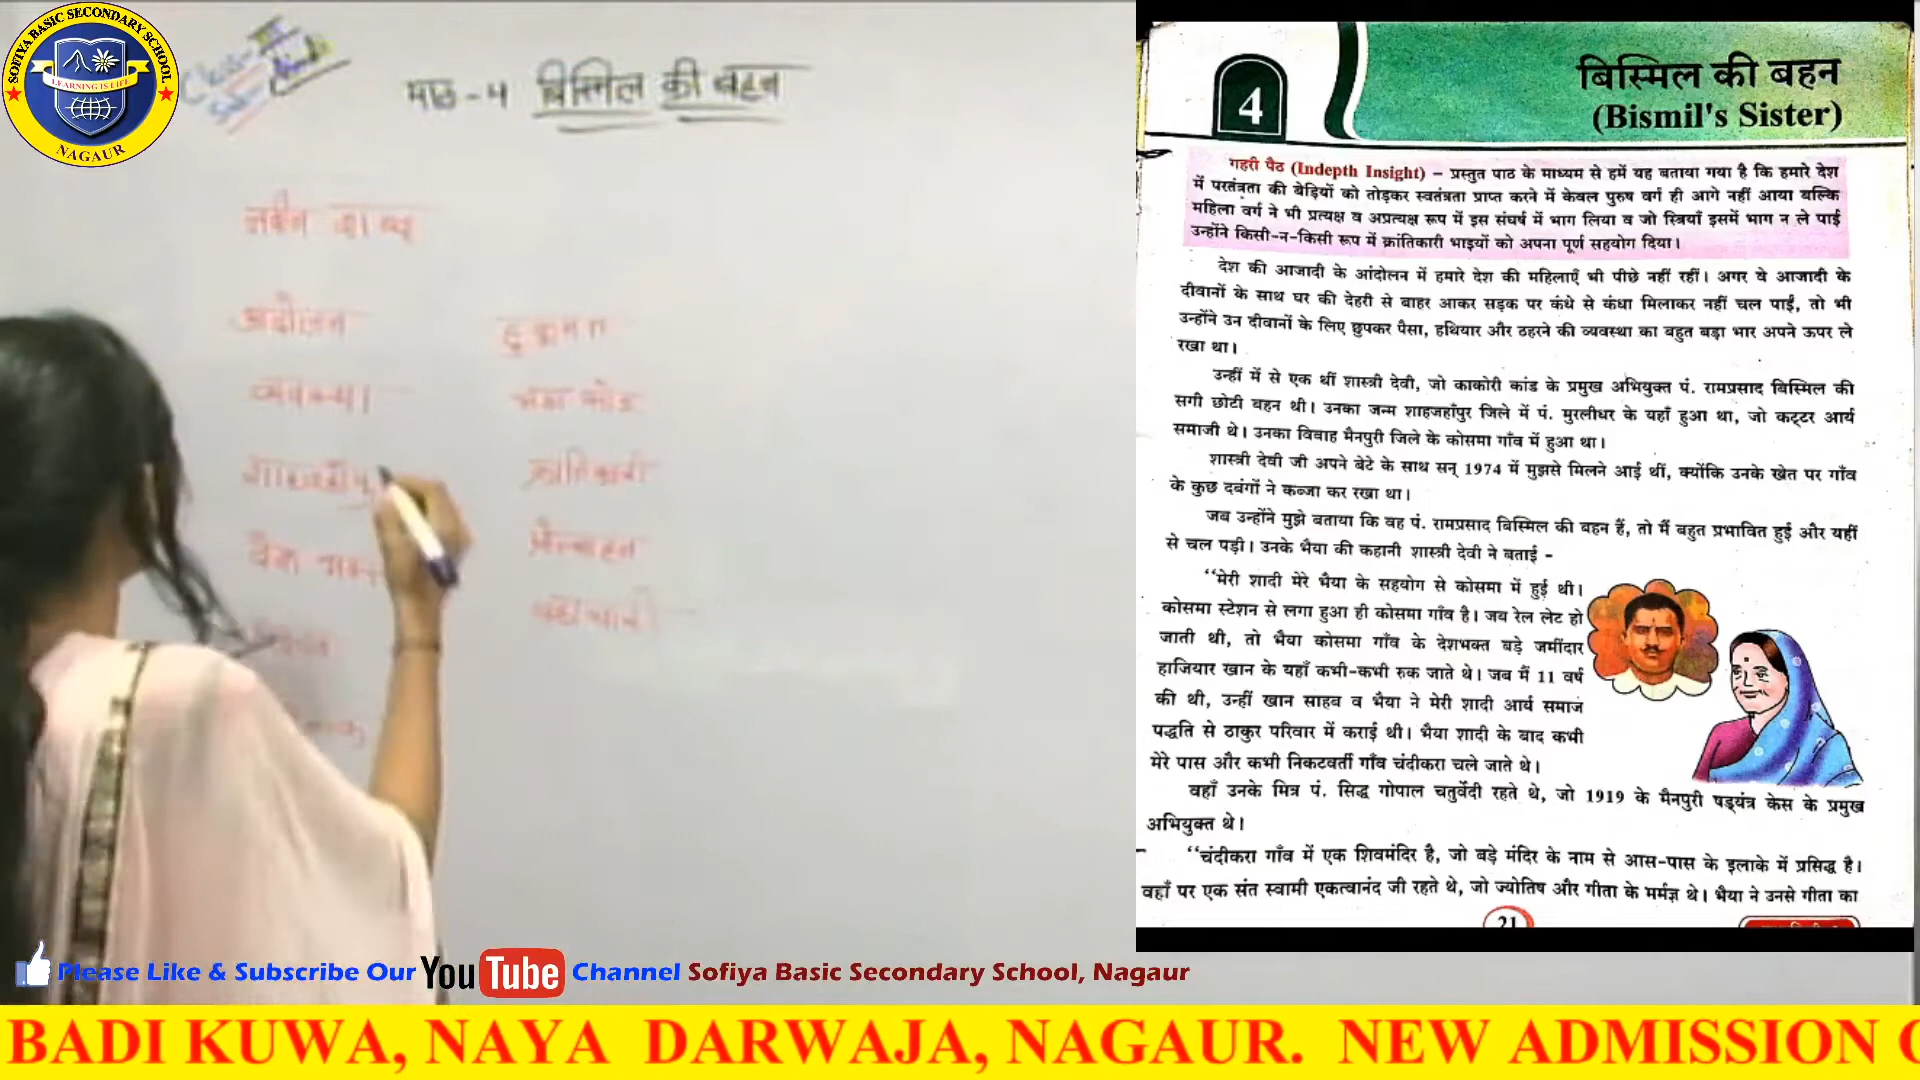 SOFIYA BASIC SECONDARY SCHOOL
LEARNING IS LIFE
NAGAUR
पाठ-4 बिस्मिल की बहन
नवीन शब्द
आंदोलन
व्यवस्था
क्रांतिकारी
4
बिस्मिल की बहन
(Bismil's Sister)
गहरी पैठ (Indepth Insight) – प्रस्तुत पाठ के माध्यम से हमें यह बताया गया है कि हमारे देश
में परतंत्रता की बेड़ियों को तोड़कर स्वतंत्रता प्राप्त करने में केवल पुरुष वर्ग ही आगे नहीं आया बल्कि
महिला वर्ग ने भी प्रत्यक्ष व अप्रत्यक्ष रूप में इस संघर्ष में भाग लिया व जो स्त्रियाँ इसमें भाग न ले पाई
उन्होंने किसी-न-किसी रूप में क्रांतिकारी भाइयों को अपना पूर्ण सहयोग दिया।
देश की आजादी के आंदोलन में हमारे देश की महिलाएँ भी पीछे नहीं रहीं। अगर वे आजादी के
दीवानों के साथ घर की देहरी से बाहर आकर सड़क पर कंधे से कंधा मिलाकर नहीं चल पाईं, तो भी
उन्होंने उन दीवानों के लिए छुपकर पैसा, हथियार और ठहरने की व्यवस्था का बहुत बड़ा भार अपने ऊपर ले
रखा था।
उन्हीं में से एक थीं शास्त्री देवी, जो काकोरी कांड के प्रमुख अभियुक्त पं. रामप्रसाद बिस्मिल की
सगी छोटी बहन थी। उनका जन्म शाहजहाँपुर जिले में पं. मुरलीधर के यहाँ हुआ था, जो कट्टर आर्य
समाजी थे। उनका विवाह मैनपुरी जिले के कोसमा गाँव में हुआ था।
शास्त्री देवी जी अपने बेटे के साथ सन् 1974 में मुझसे मिलने आई थीं, क्योंकि उनके खेत पर गाँव
के कुछ दबंगों ने कब्जा कर रखा था।
जब उन्होंने मुझे बताया कि वह पं. रामप्रसाद बिस्मिल की बहन हैं, तो मैं बहुत प्रभावित हुई और यहीं
से चल पड़ी। उनके भैया की कहानी शास्त्री देवी ने बताई -
“मेरी शादी मेरे भैया के सहयोग से कोसमा में हुई थी।
कोसमा स्टेशन से लगा हुआ ही कोसमा गाँव है। जब रेल लेट हो
जाती थी, तो भैया कोसमा गाँव के देशभक्त बड़े जमींदार
हाजियार खान के यहाँ कभी-कभी रुक जाते थे। जब मैं 11 वर्ष
की थी, उन्हीं खान साहब व भैया ने मेरी शादी आर्य समाज
पद्धति से ठाकुर परिवार में कराई थी। भैया शादी के बाद कभी
मेरे पास और कभी निकटवर्ती गाँव चंदीकरा चले जाते थे।
वहाँ उनके मित्र पं. सिद्ध गोपाल चतुर्वेदी रहते थे, जो 1919 के मैनपुरी षड्यंत्र केस के प्रमुख
अभियुक्त थे।
“चंदीकरा गाँव में एक शिवमंदिर है, जो बड़े मंदिर के नाम से आस-पास के इलाके में प्रसिद्ध है।
वहाँ पर एक संत स्वामी एकत्वानंद जी रहते थे, जो ज्योतिष और गीता के मर्मज्ञ थे। भैया ने उनसे गीता का
21
Please Like & Subscribe Our YouTube Channel Sofiya Basic Secondary School, Nagaur
BADI KUWA, NAYA DARWAJA, NAGAUR. NEW ADMISSION